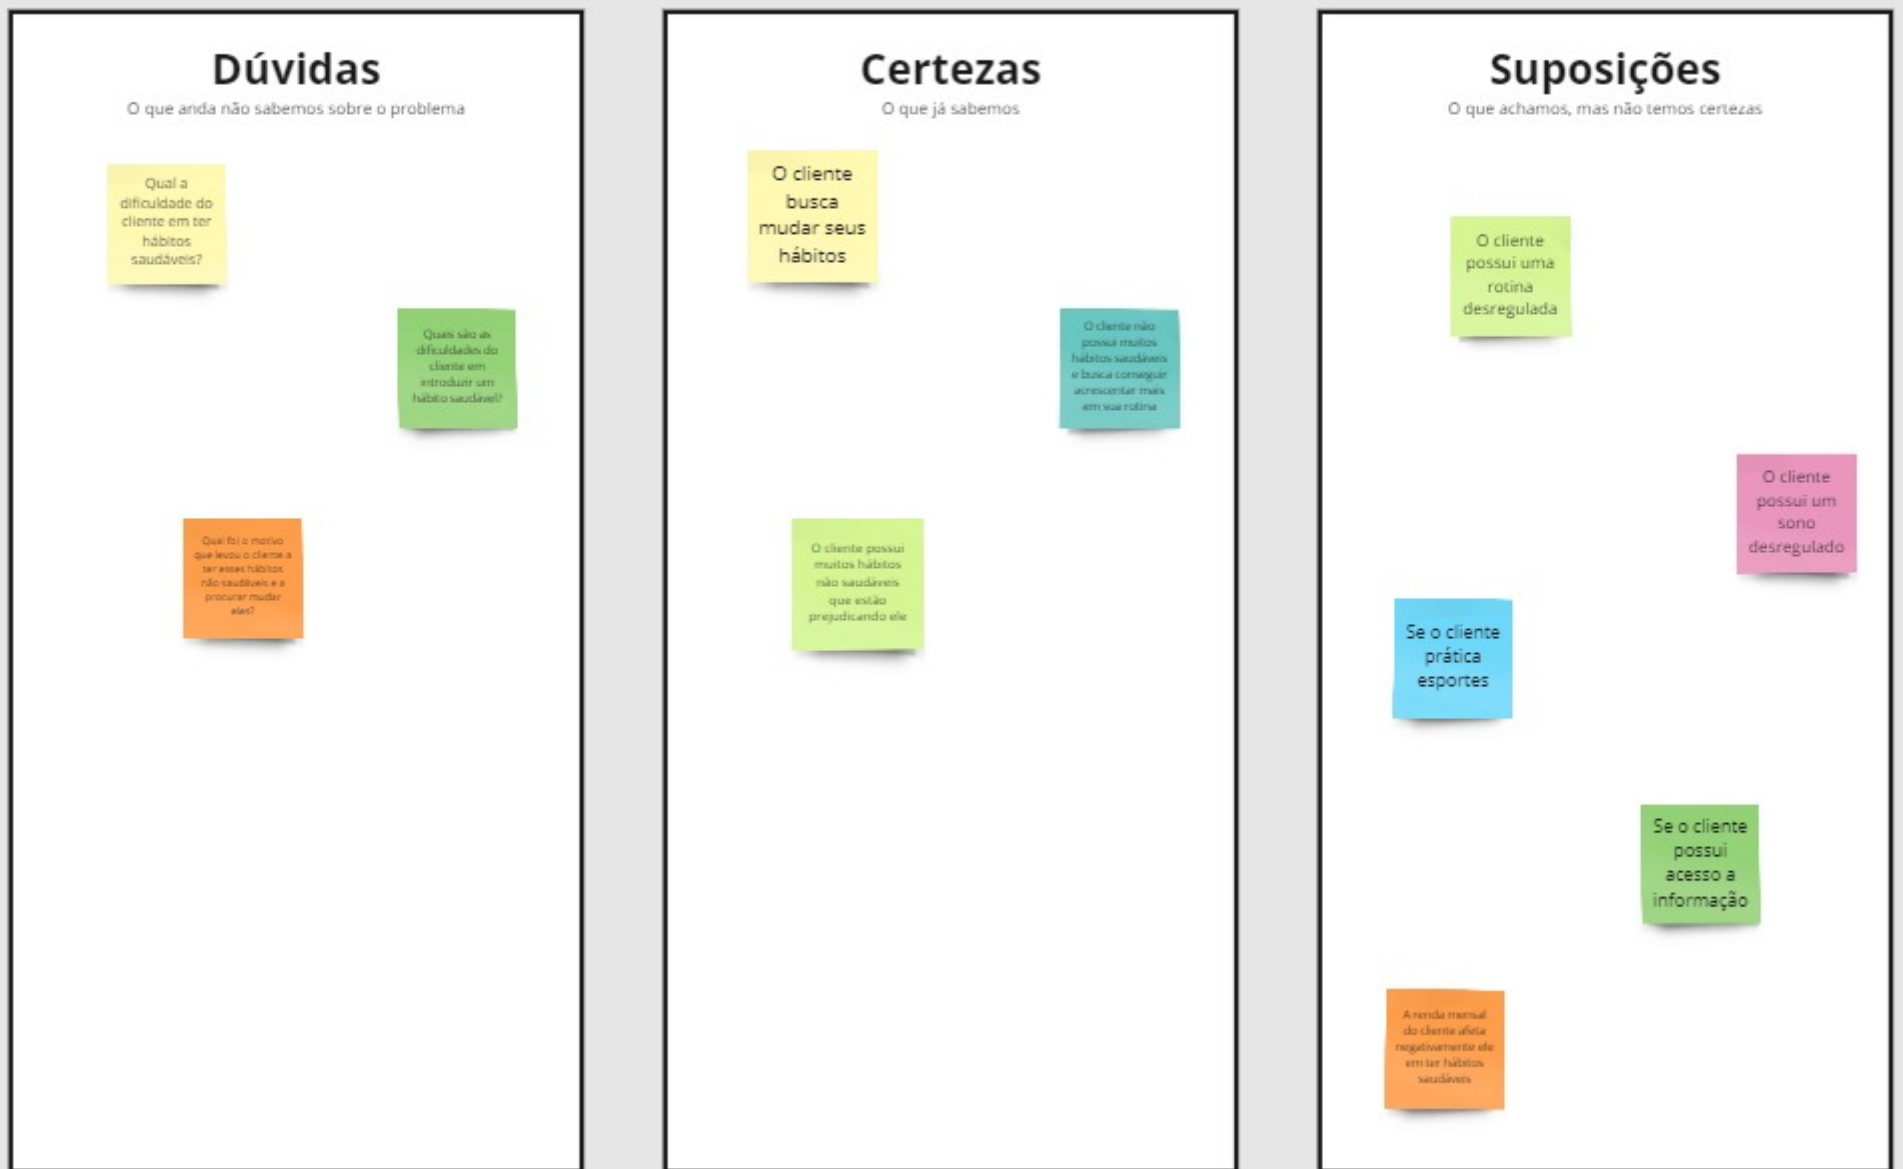 Dúvidas
O que anda não sabemos sobre o problema
Qual a
dificuldade do
cliente em ter
hábitos
saudáveis?
Quais são as
dificuldades do
cliente em
introduzir um
hábito saudável?
Qual foi o motivo
que levou o cliente a
ter esses hábitos
não saudáveis e a
procurar mudar
eles?
Certezas
O que já sabemos
O cliente
busca
mudar seus
hábitos
O cliente não
possui muitos
hábitos saudáveis
e busca conseguir
acrescentar mais
em sua rotina
O cliente possui
muitos hábitos
não saudáveis
que estão
prejudicando ele
Suposições
O que achamos, mas não temos certezas
O cliente
possui uma
rotina
desregulada
O cliente
possui um
sono
desregulado
Se o cliente
prática
esportes
Se o cliente
possui
acesso a
informação
A renda mensal
do cliente afeta
negativamente ele
em ter hábitos
saudáveis